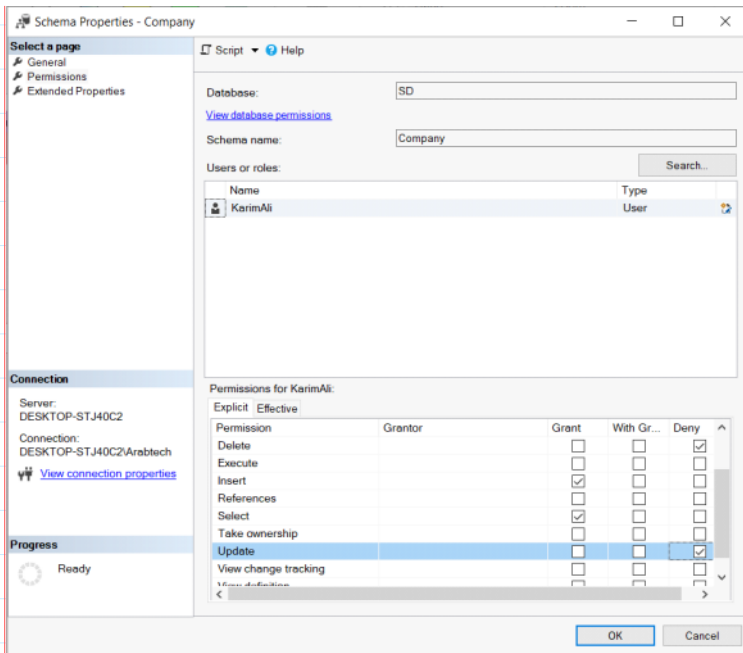 Schema Properties - Company
Select a page
General
Permissions
Extended Properties
Script Help
Database: SD
View database permissions
Schema name: Company
Users or roles: Search...
Name Type
KarimAli User
Connection
Server:
DESKTOP-STJ40C2
Connection:
DESKTOP-STJ40C2\Arabtech
View connection properties
Progress
Ready
Permissions for KarimAli:
Explicit Effective
Permission Grantor Grant With Gr... Deny
Delete
Execute
Insert
References
Select
Take ownership
Update
View change tracking
View definition
OK Cancel